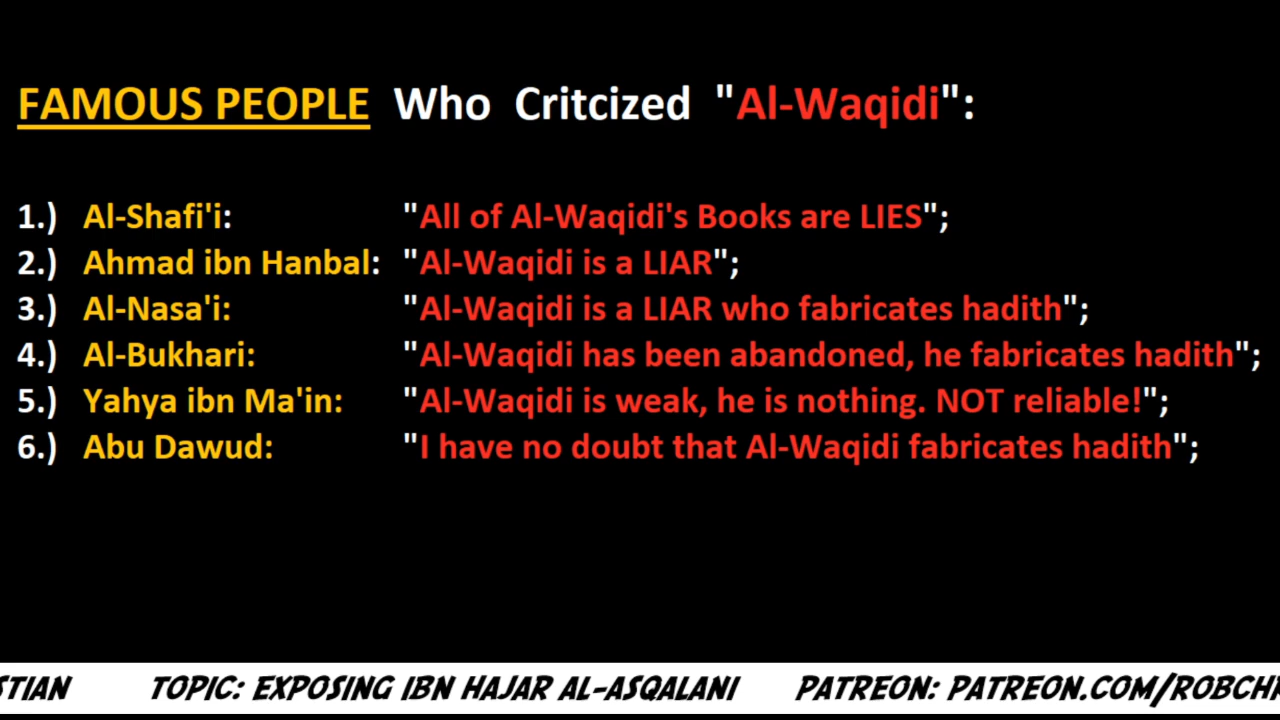 FAMOUS PEOPLE Who Critcized "Al-Waqidi":
1.) Al-Shafi'i: "All of Al-Waqidi's Books are LIES";
2.) Ahmad ibn Hanbal: "Al-Waqidi is a LIAR";
3.) Al-Nasa'i: "Al-Waqidi is a LIAR who fabricates hadith";
4.) Al-Bukhari: "Al-Waqidi has been abandoned, he fabricates hadith";
5.) Yahya ibn Ma'in: "Al-Waqidi is weak, he is nothing. NOT reliable!";
6.) Abu Dawud: "I have no doubt that Al-Waqidi fabricates hadith";
STIAN TOPIC: EXPOSING IBN HAJAR AL-ASQALANI PATREON: PATREON.COM/ROBCH